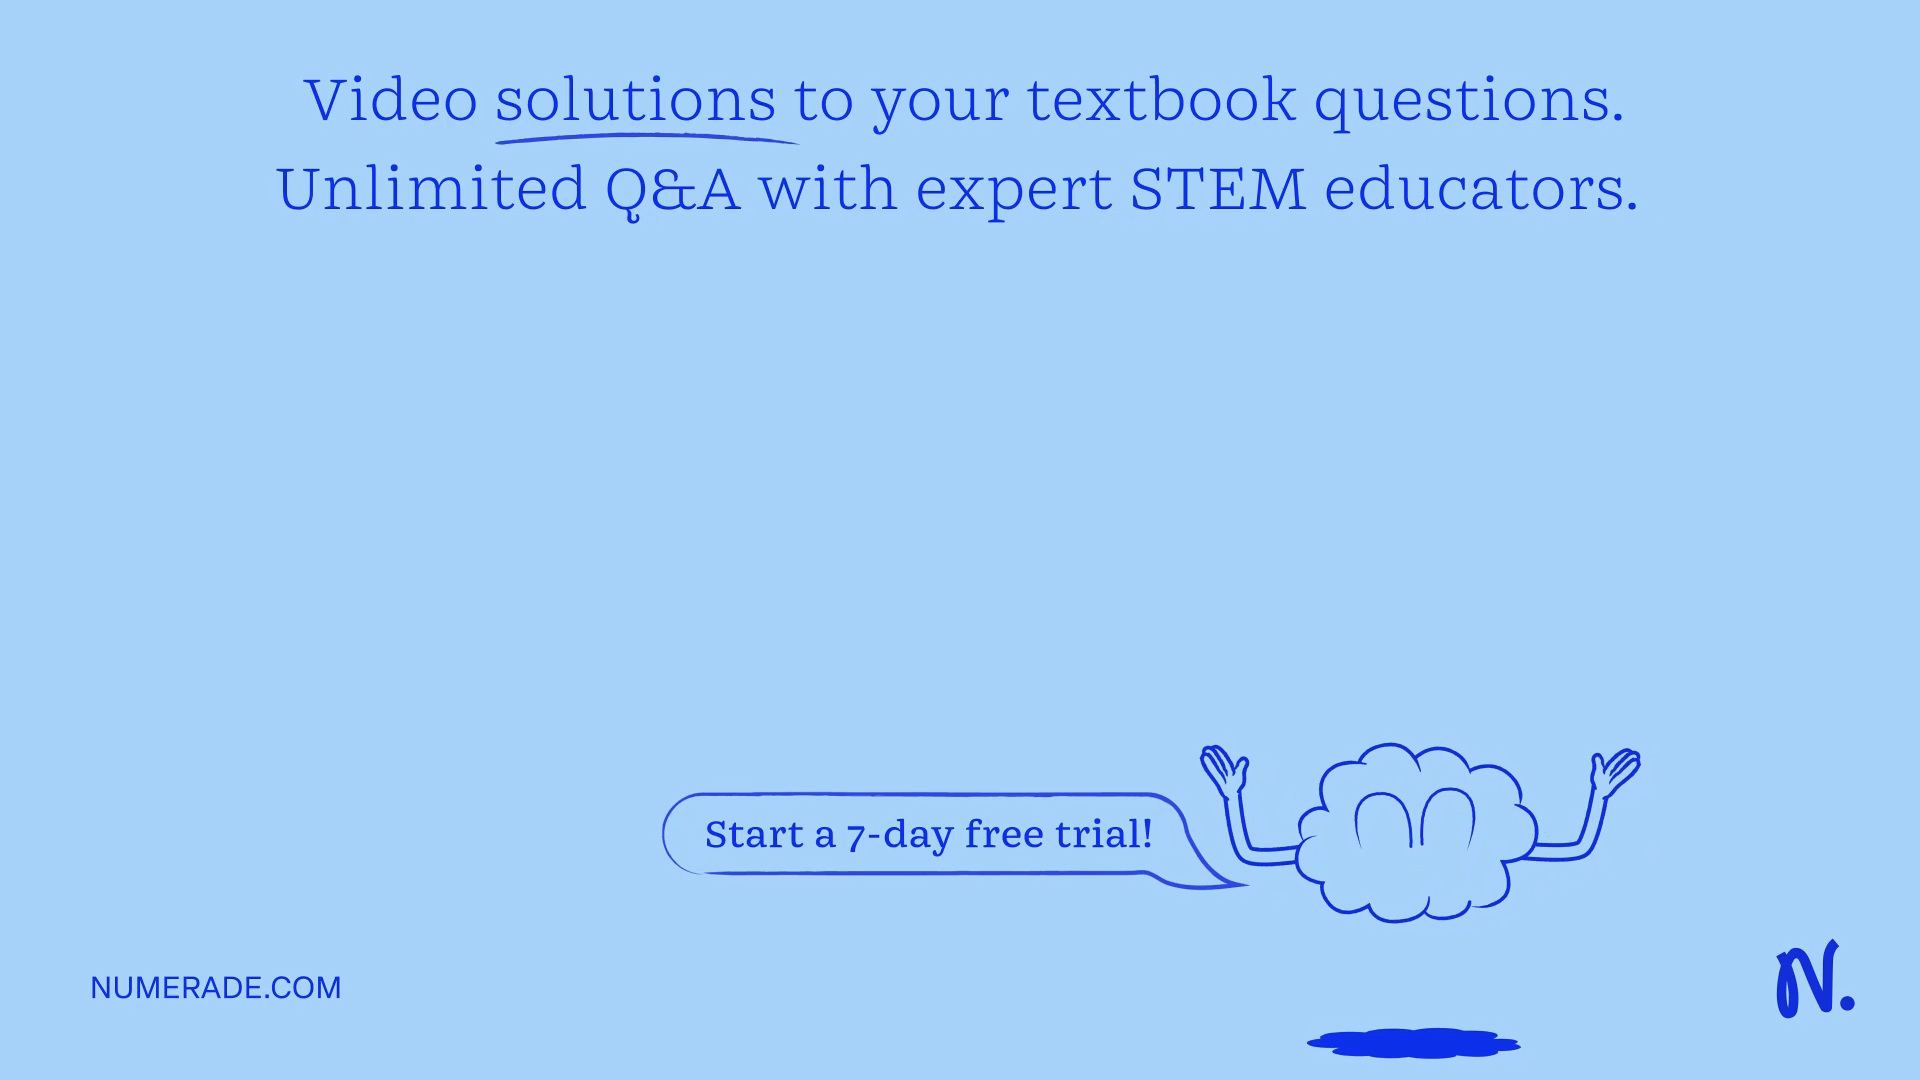 Video solutions to your textbook questions.
Unlimited Q&A with expert STEM educators.
Start a 7-day free trial!
NUMERADE.COM
N.